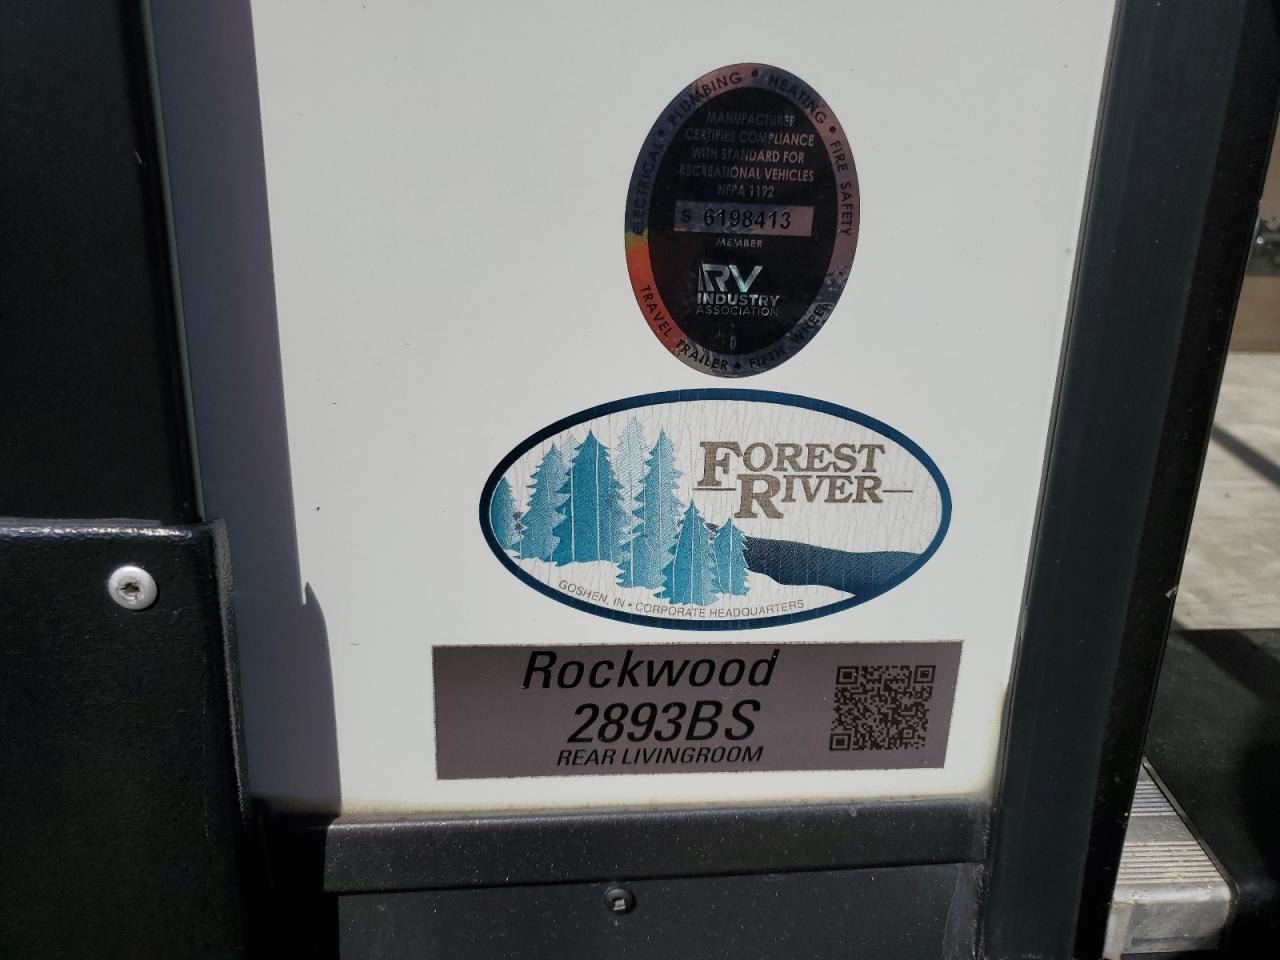 ELECTRICAL • PLUMBING • HEATING • FIRE SAFETY
MANUFACTURER
CERTIFIES COMPLIANCE
WITH STANDARD FOR
RECREATIONAL VEHICLES
NFPA 1192
S 6198413
MEMBER
RV
INDUSTRY
ASSOCIATION
TRAVEL TRAILER • FIFTH WHEEL
FOREST
RIVER
GOSHEN, IN • CORPORATE HEADQUARTERS
Rockwood
2893BS
REAR LIVINGROOM